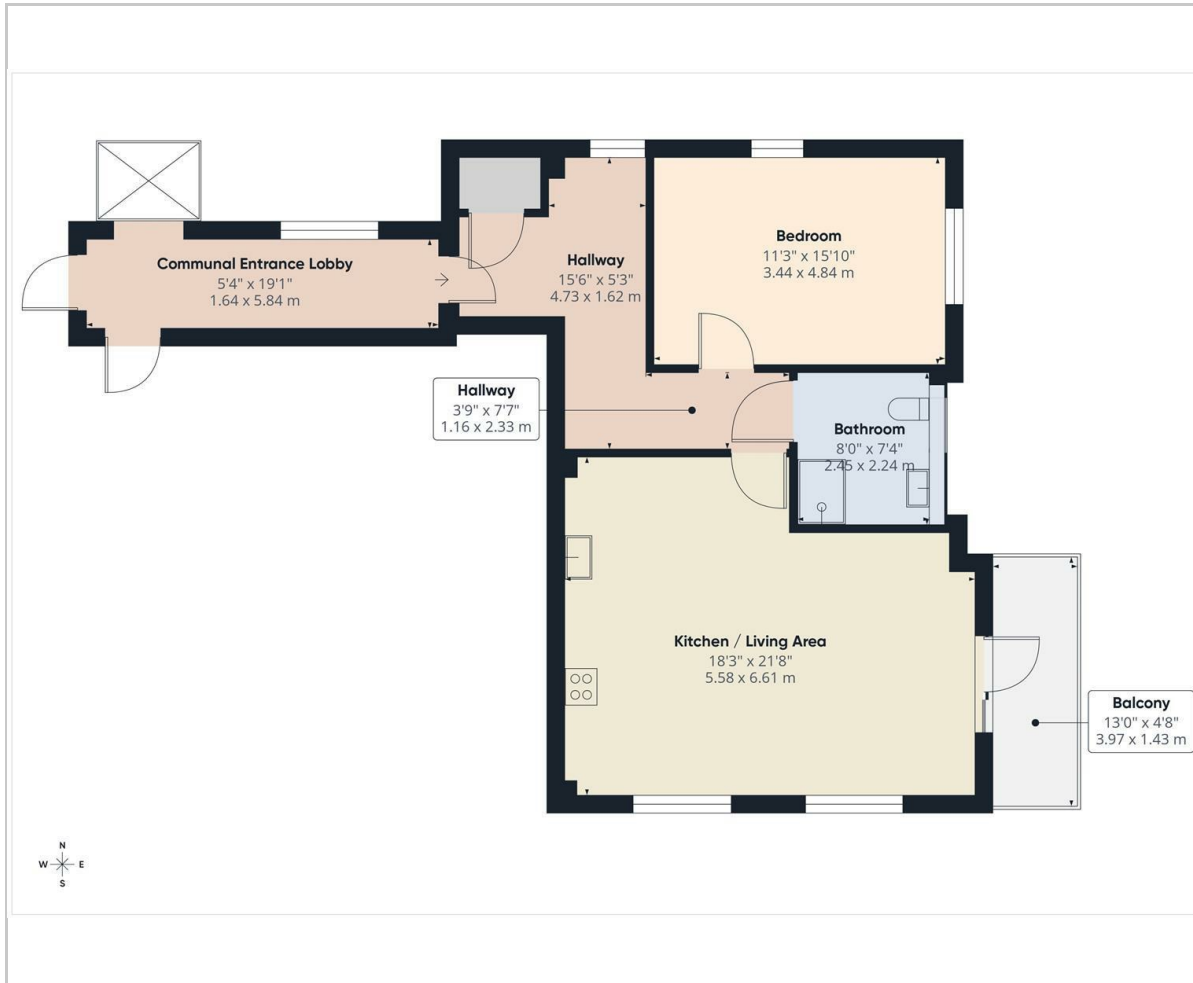 Communal Entrance Lobby
5'4" x 19'1"
1.64 x 5.84 m
Hallway
15'6" x 5'3"
4.73 x 1.62 m
Bedroom
11'3" x 15'10"
3.44 x 4.84 m
Hallway
3'9" x 7'7"
1.16 x 2.33 m
Bathroom
8'0" x 7'4"
2.45 x 2.24 m
Kitchen / Living Area
18'3" x 21'8"
5.58 x 6.61 m
Balcony
13'0" x 4'8"
3.97 x 1.43 m
N
W E
S